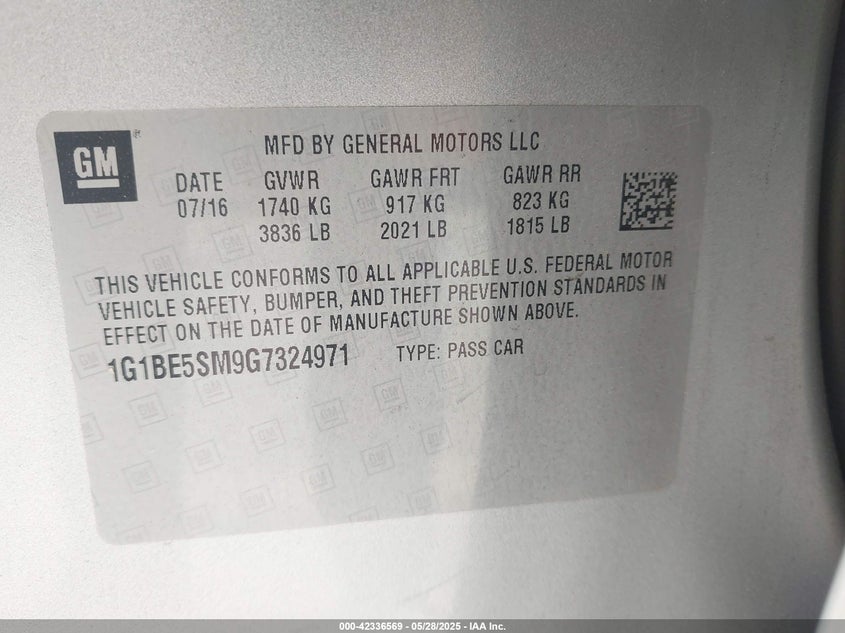 GM
MFD BY GENERAL MOTORS LLC
DATE GVWR GAWR FRT GAWR RR
07/16 1740 KG 917 KG 823 KG
3836 LB 2021 LB 1815 LB
THIS VEHICLE CONFORMS TO ALL APPLICABLE U.S. FEDERAL MOTOR
VEHICLE SAFETY, BUMPER, AND THEFT PREVENTION STANDARDS IN
EFFECT ON THE DATE OF MANUFACTURE SHOWN ABOVE.
1G1BE5SM9G7324971 TYPE: PASS CAR
000-42336569 — 05/28/2025 — IAA Inc.